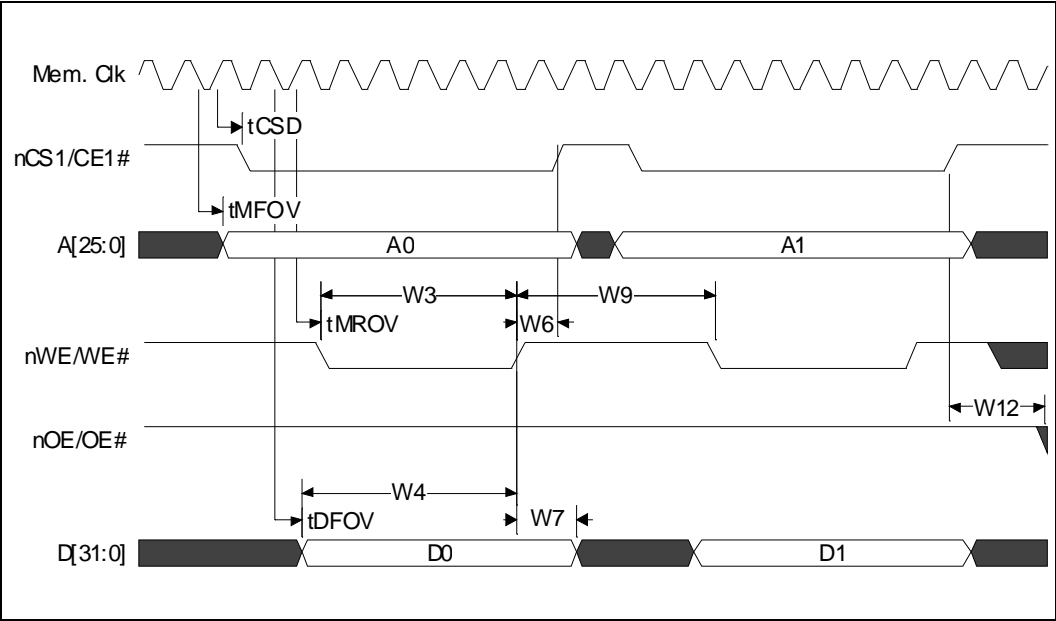 Mem. Clk
tCSD
nCS1/CE1#
tMFOV
A[25:0]
A0
A1
W3
W9
tMROV
W6
nWE/WE#
W12
nOE/OE#
W4
tDFOV
W7
D[31:0]
D0
D1